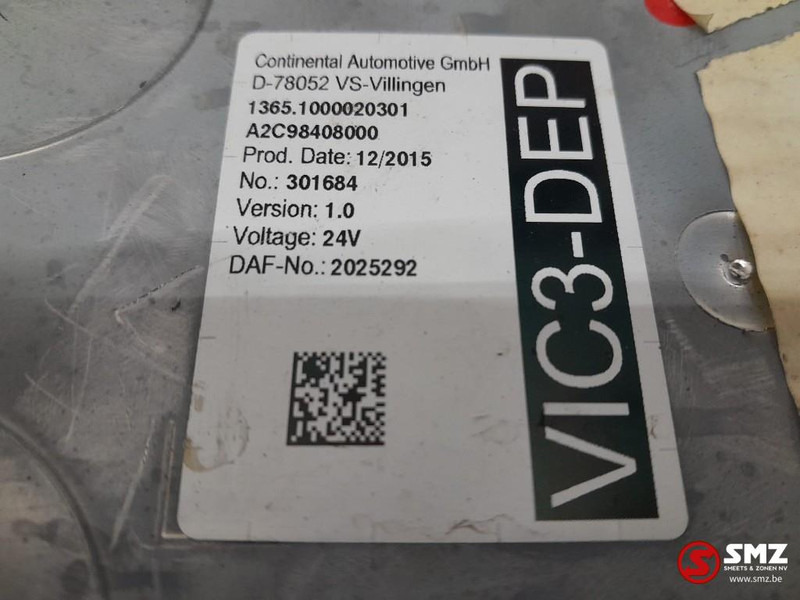 Continental Automotive GmbH
D-78052 VS-Villingen
1365.1000020301
A2C98408000
Prod. Date: 12/2015
No.: 301684
Version: 1.0
Voltage: 24V
DAF-No.: 2025292
VIC3-DEP
SMZ
SMEETS & ZONEN NV
www.smz.be